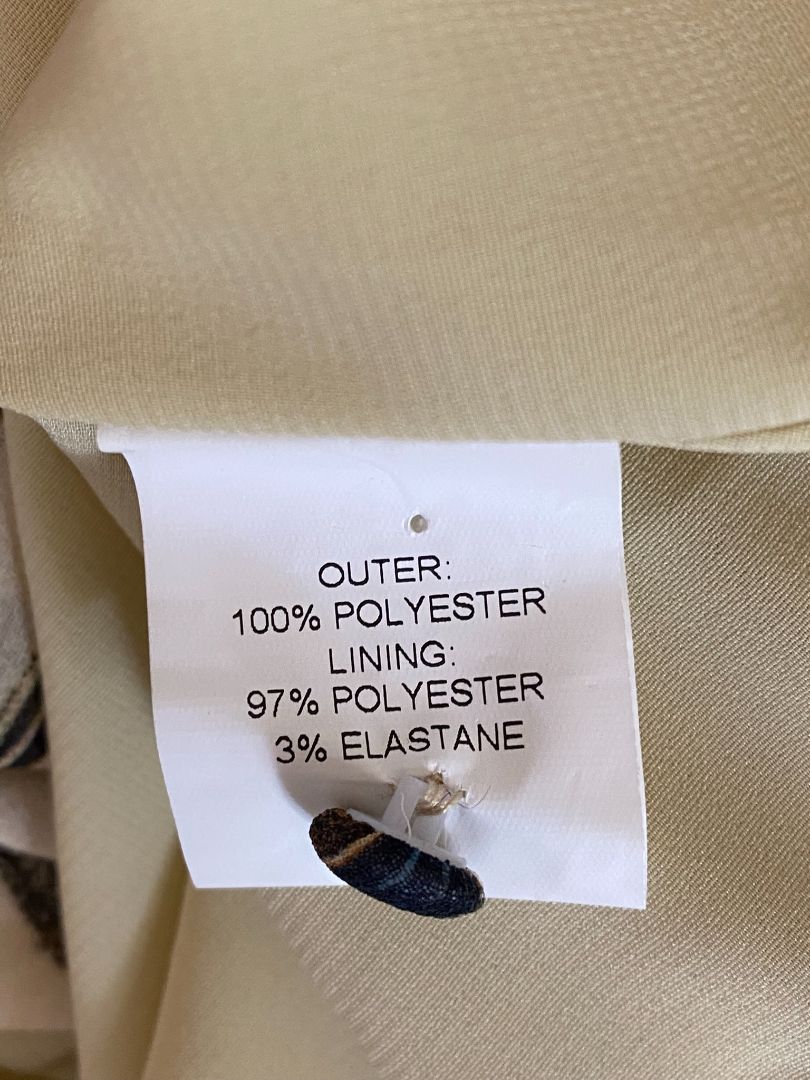 OUTER:
100% POLYESTER
LINING:
97% POLYESTER
3% ELASTANE